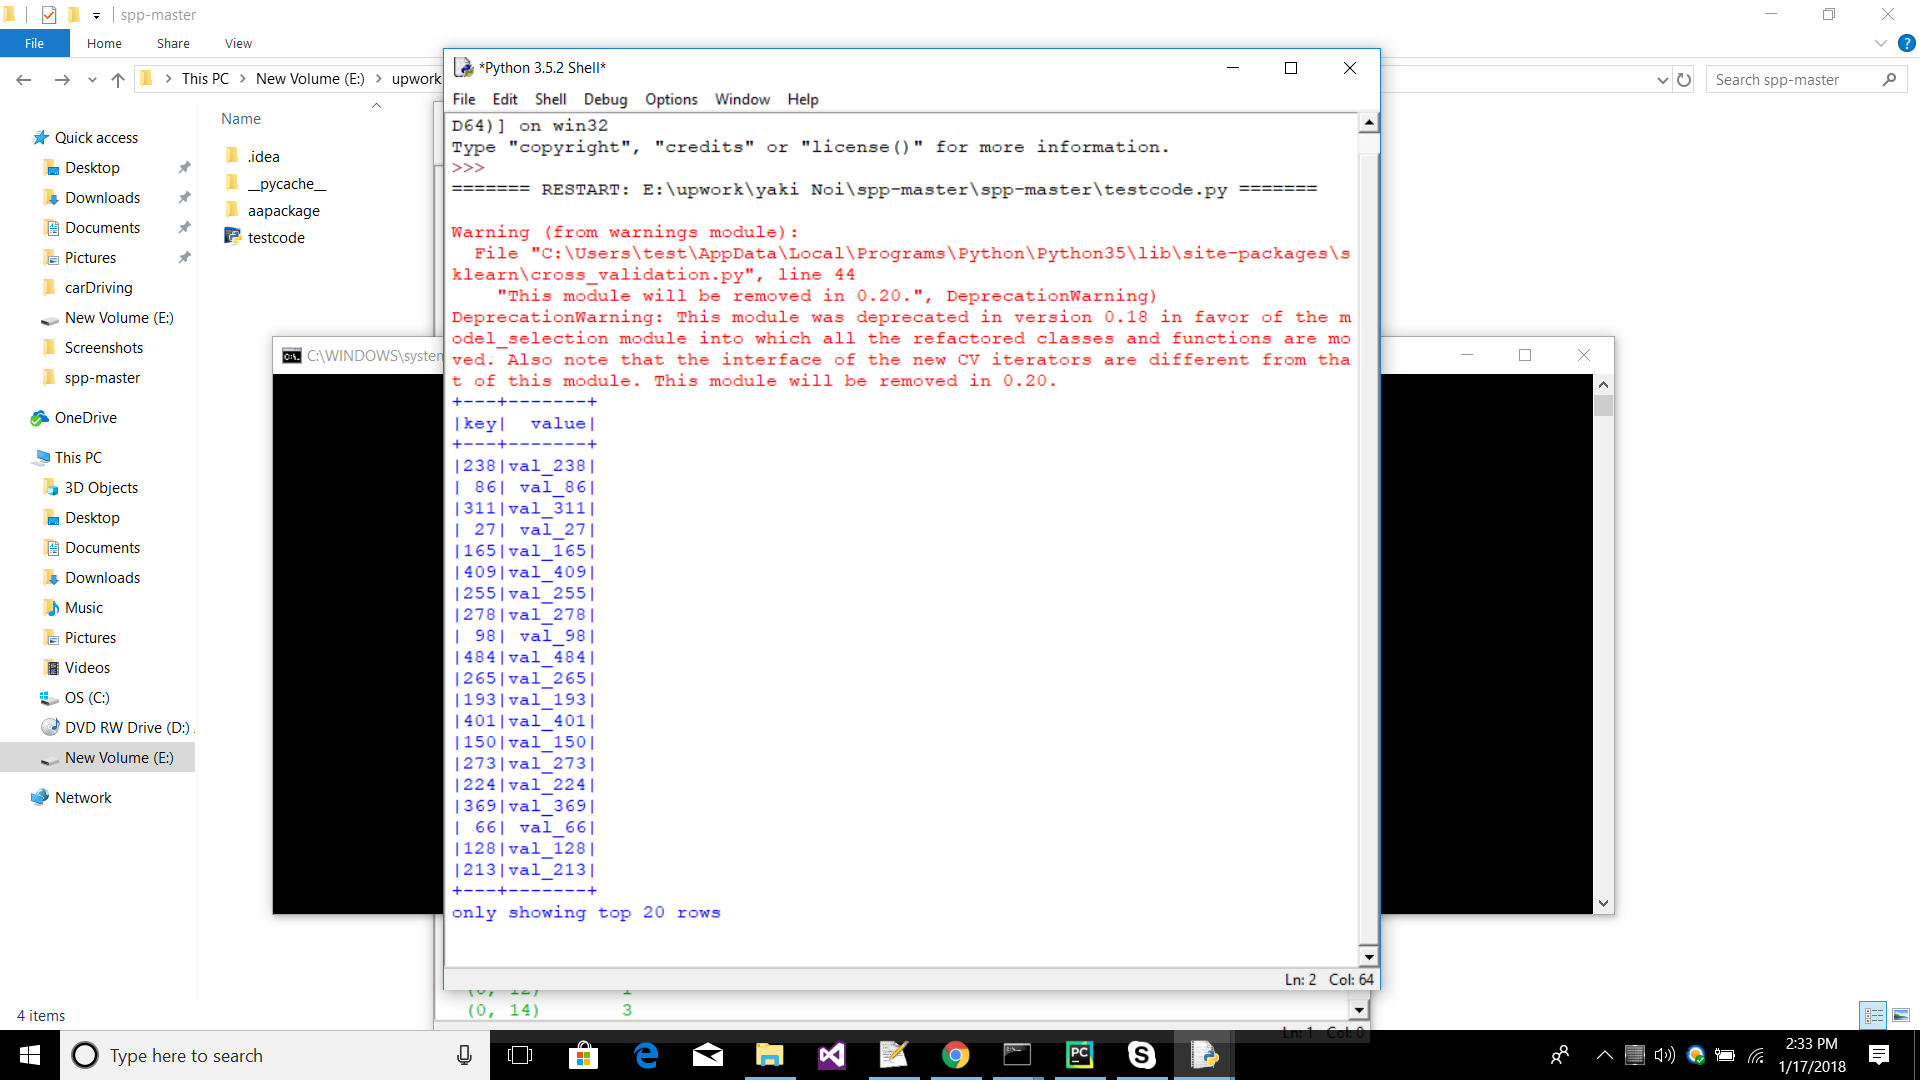 spp-master
File Home Share View
This PC New Volume (E:) upwork
Search spp-master
Quick access
Desktop
Downloads
Documents
Pictures
carDriving
New Volume (E:)
Screenshots
spp-master
OneDrive
This PC
3D Objects
Desktop
Documents
Downloads
Music
Pictures
Videos
OS (C:)
DVD RW Drive (D:)
New Volume (E:)
Network
4 items
Name
.idea
__pycache__
aapackage
testcode
C:\WINDOWS\system
*Python 3.5.2 Shell*
File Edit Shell Debug Options Window Help
D64)] on win32
Type "copyright", "credits" or "license()" for more information.
>>>
======= RESTART: E:\upwork\yaki Noi\spp-master\spp-master\testcode.py =======
Warning (from warnings module):
File "C:\Users\test\AppData\Local\Programs\Python\Python35\lib\site-packages\s
klearn\cross_validation.py", line 44
"This module will be removed in 0.20.", DeprecationWarning)
DeprecationWarning: This module was deprecated in version 0.18 in favor of the m
odel_selection module into which all the refactored classes and functions are mo
ved. Also note that the interface of the new CV iterators are different from tha
t of this module. This module will be removed in 0.20.
+---+-------+
|key|  value|
+---+-------+
|238|val_238|
| 86| val_86|
|311|val_311|
| 27| val_27|
|165|val_165|
|409|val_409|
|255|val_255|
|278|val_278|
| 98| val_98|
|484|val_484|
|265|val_265|
|193|val_193|
|401|val_401|
|150|val_150|
|273|val_273|
|224|val_224|
|369|val_369|
| 66| val_66|
|128|val_128|
|213|val_213|
+---+-------+
only showing top 20 rows
Ln: 2 Col: 64
(0, 12) 1
(0, 14) 3
Ln: 1 Col: 0
Type here to search
2:33 PM
1/17/2018